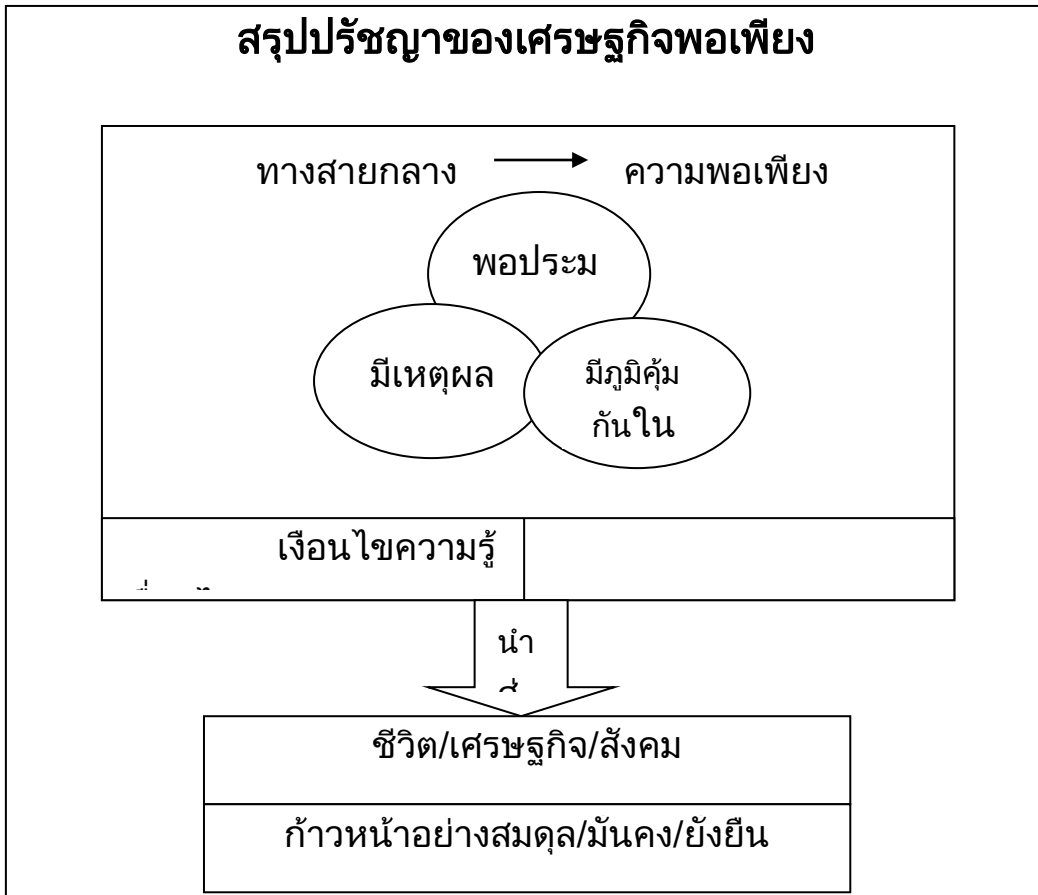 สรุปปรัชญาของเศรษฐกิจพอเพียง
ทางสายกลาง ความพอเพียง
พอประม
มีเหตุผล
มีภูมิคุ้ม
กันใน
เงือนไขความรู้
นำ
ชีวิต/เศรษฐกิจ/สังคม
ก้าวหน้าอย่างสมดุล/มันคง/ยังยืน